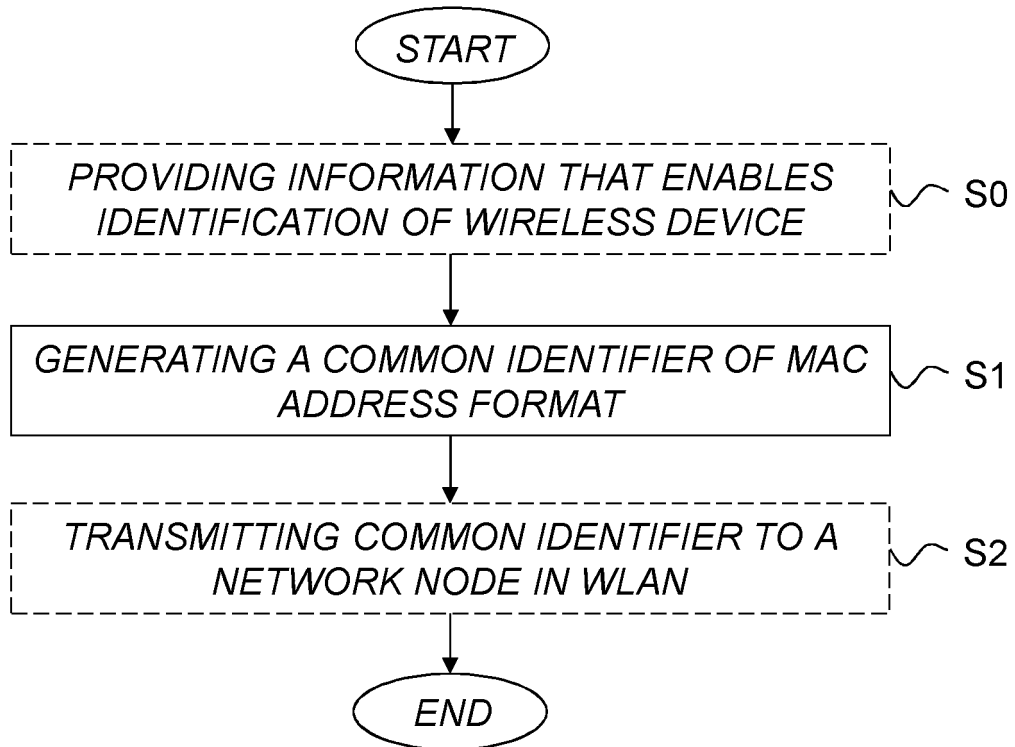 START
PROVIDING INFORMATION THAT ENABLES
IDENTIFICATION OF WIRELESS DEVICE
S0
GENERATING A COMMON IDENTIFIER OF MAC
ADDRESS FORMAT
S1
TRANSMITTING COMMON IDENTIFIER TO A
NETWORK NODE IN WLAN
S2
END